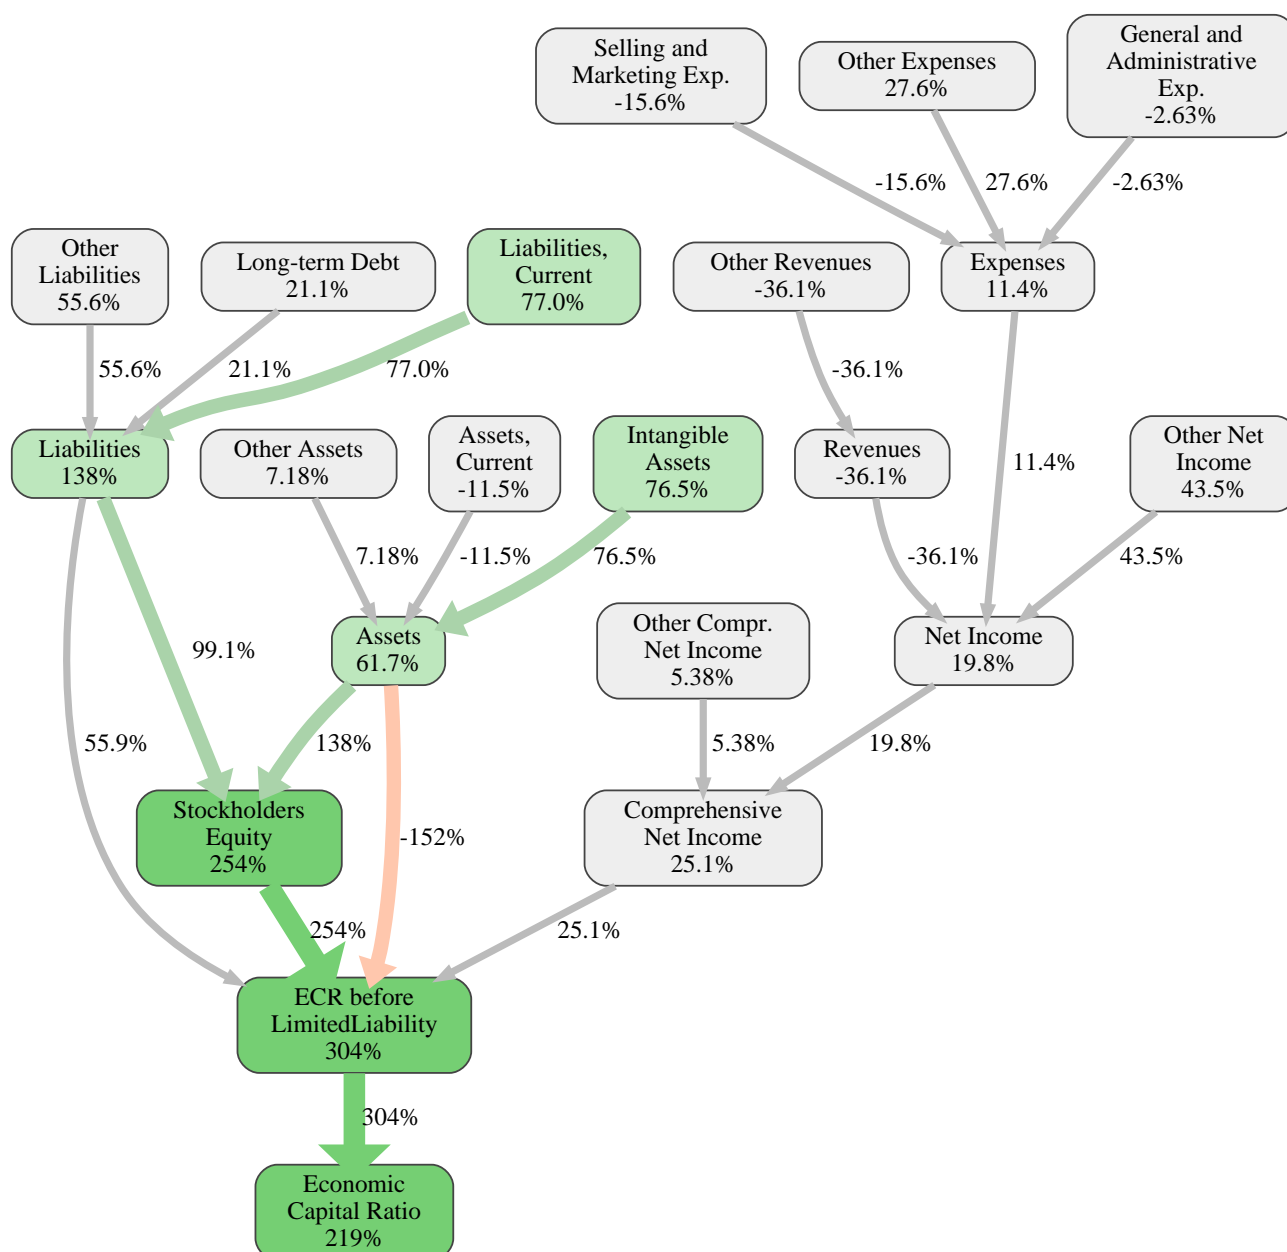 Selling and
Marketing Exp.
-15.6%
Other Expenses
27.6%
General and
Administrative
Exp.
-2.63%
-15.6%
27.6%
-2.63%
Other
Liabilities
55.6%
Long-term Debt
21.1%
Liabilities,
Current
77.0%
Other Revenues
-36.1%
Expenses
11.4%
55.6%
21.1%
77.0%
-36.1%
11.4%
Liabilities
138%
Other Assets
7.18%
Assets,
Current
-11.5%
Intangible
Assets
76.5%
Revenues
-36.1%
Other Net
Income
43.5%
7.18%
-11.5%
76.5%
-36.1%
43.5%
99.1%
Assets
61.7%
Other Compr.
Net Income
5.38%
Net Income
19.8%
55.9%
138%
5.38%
19.8%
Stockholders
Equity
254%
-152%
Comprehensive
Net Income
25.1%
254%
25.1%
ECR before
LimitedLiability
304%
304%
Economic
Capital Ratio
219%